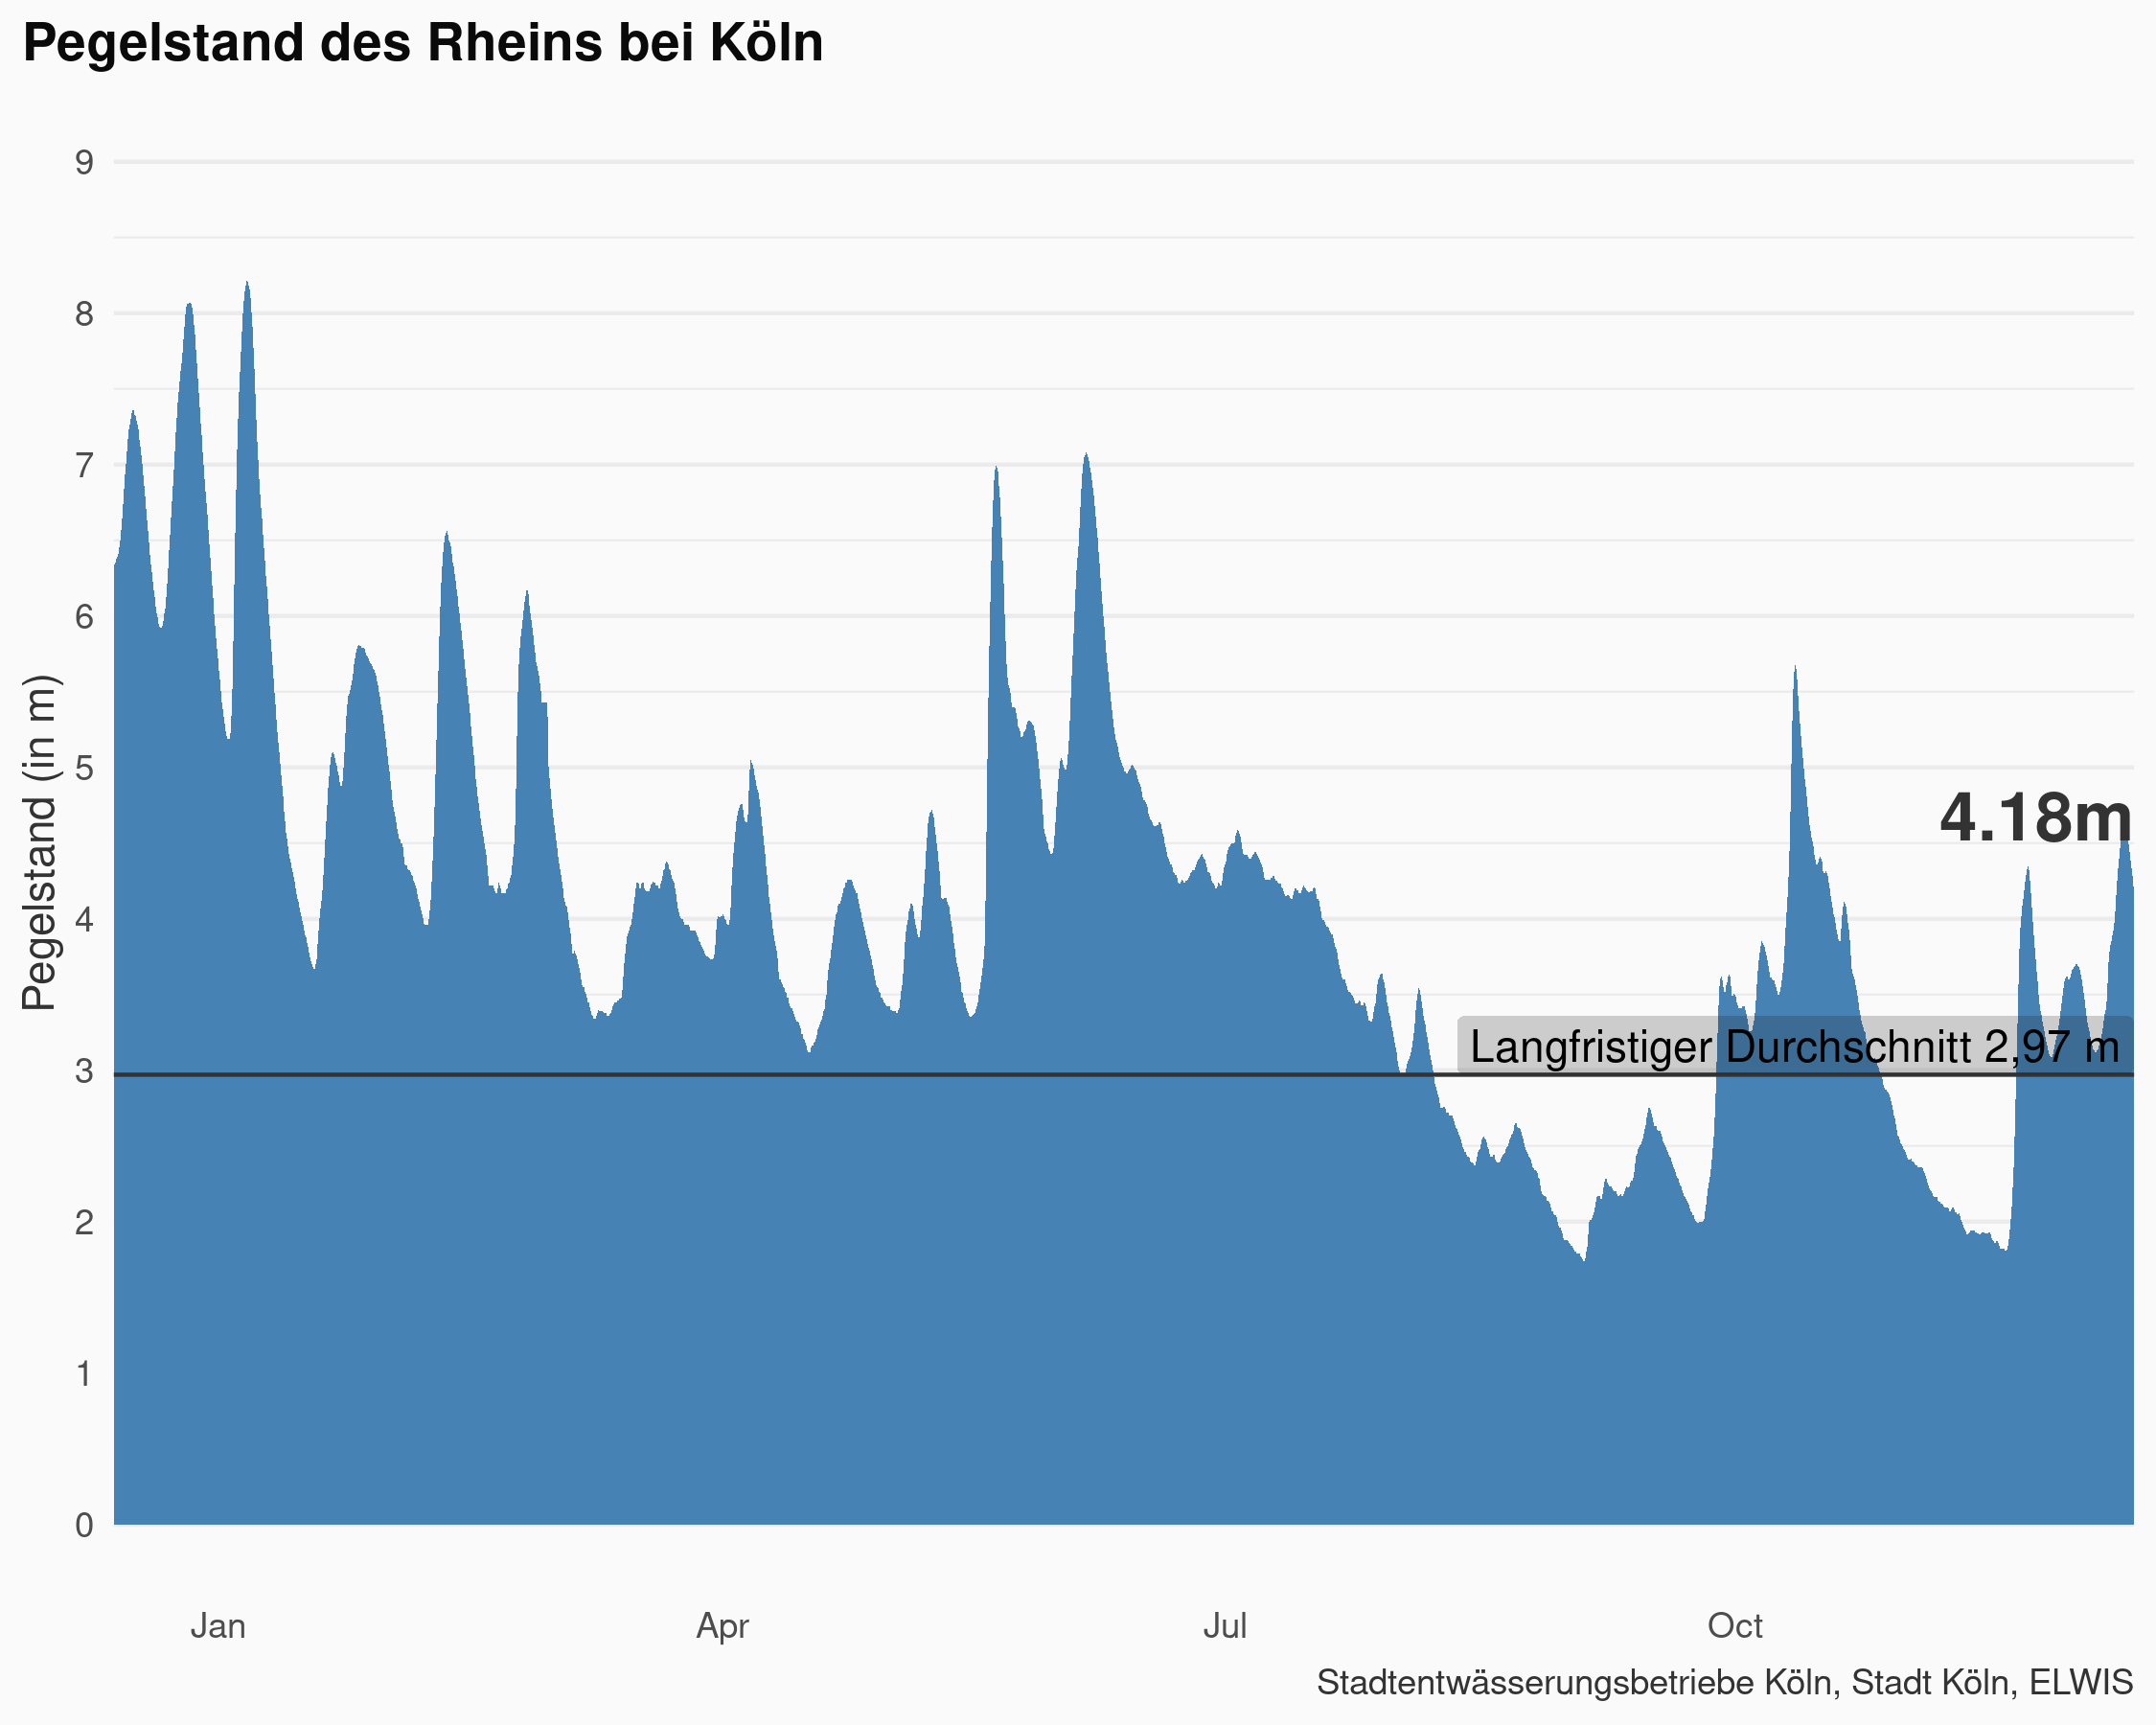 Pegelstand des Rheins bei Köln
Pegelstand (in m)
9
8
7
6
5
4
3
2
1
0
4.18m
Langfristiger Durchschnitt 2,97 m
Jan Apr Jul Oct
Stadtentwässerungsbetriebe Köln, Stadt Köln, ELWIS